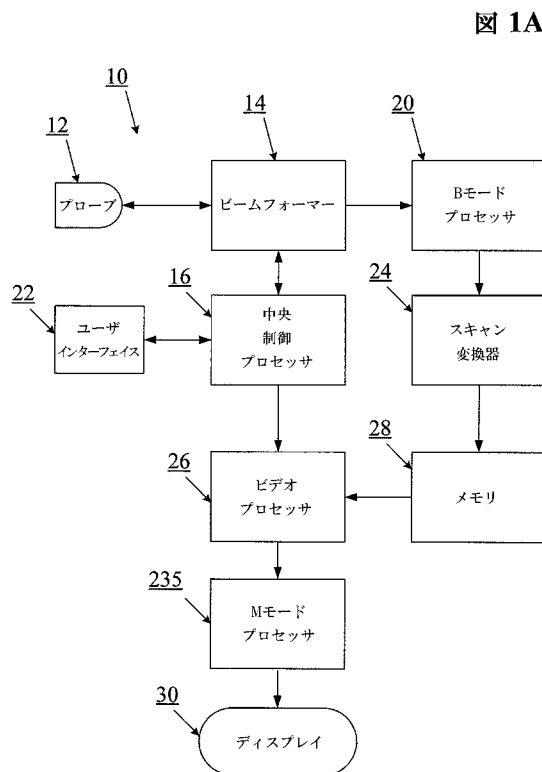 図 1A
10
12
14
20
プローブ
ビームフォーマー
Bモード
プロセッサ
22
16
24
ユーザ
インターフェイス
中央
制御
プロセッサ
スキャン
変換器
26
28
ビデオ
プロセッサ
メモリ
235
Mモード
プロセッサ
30
ディスプレイ